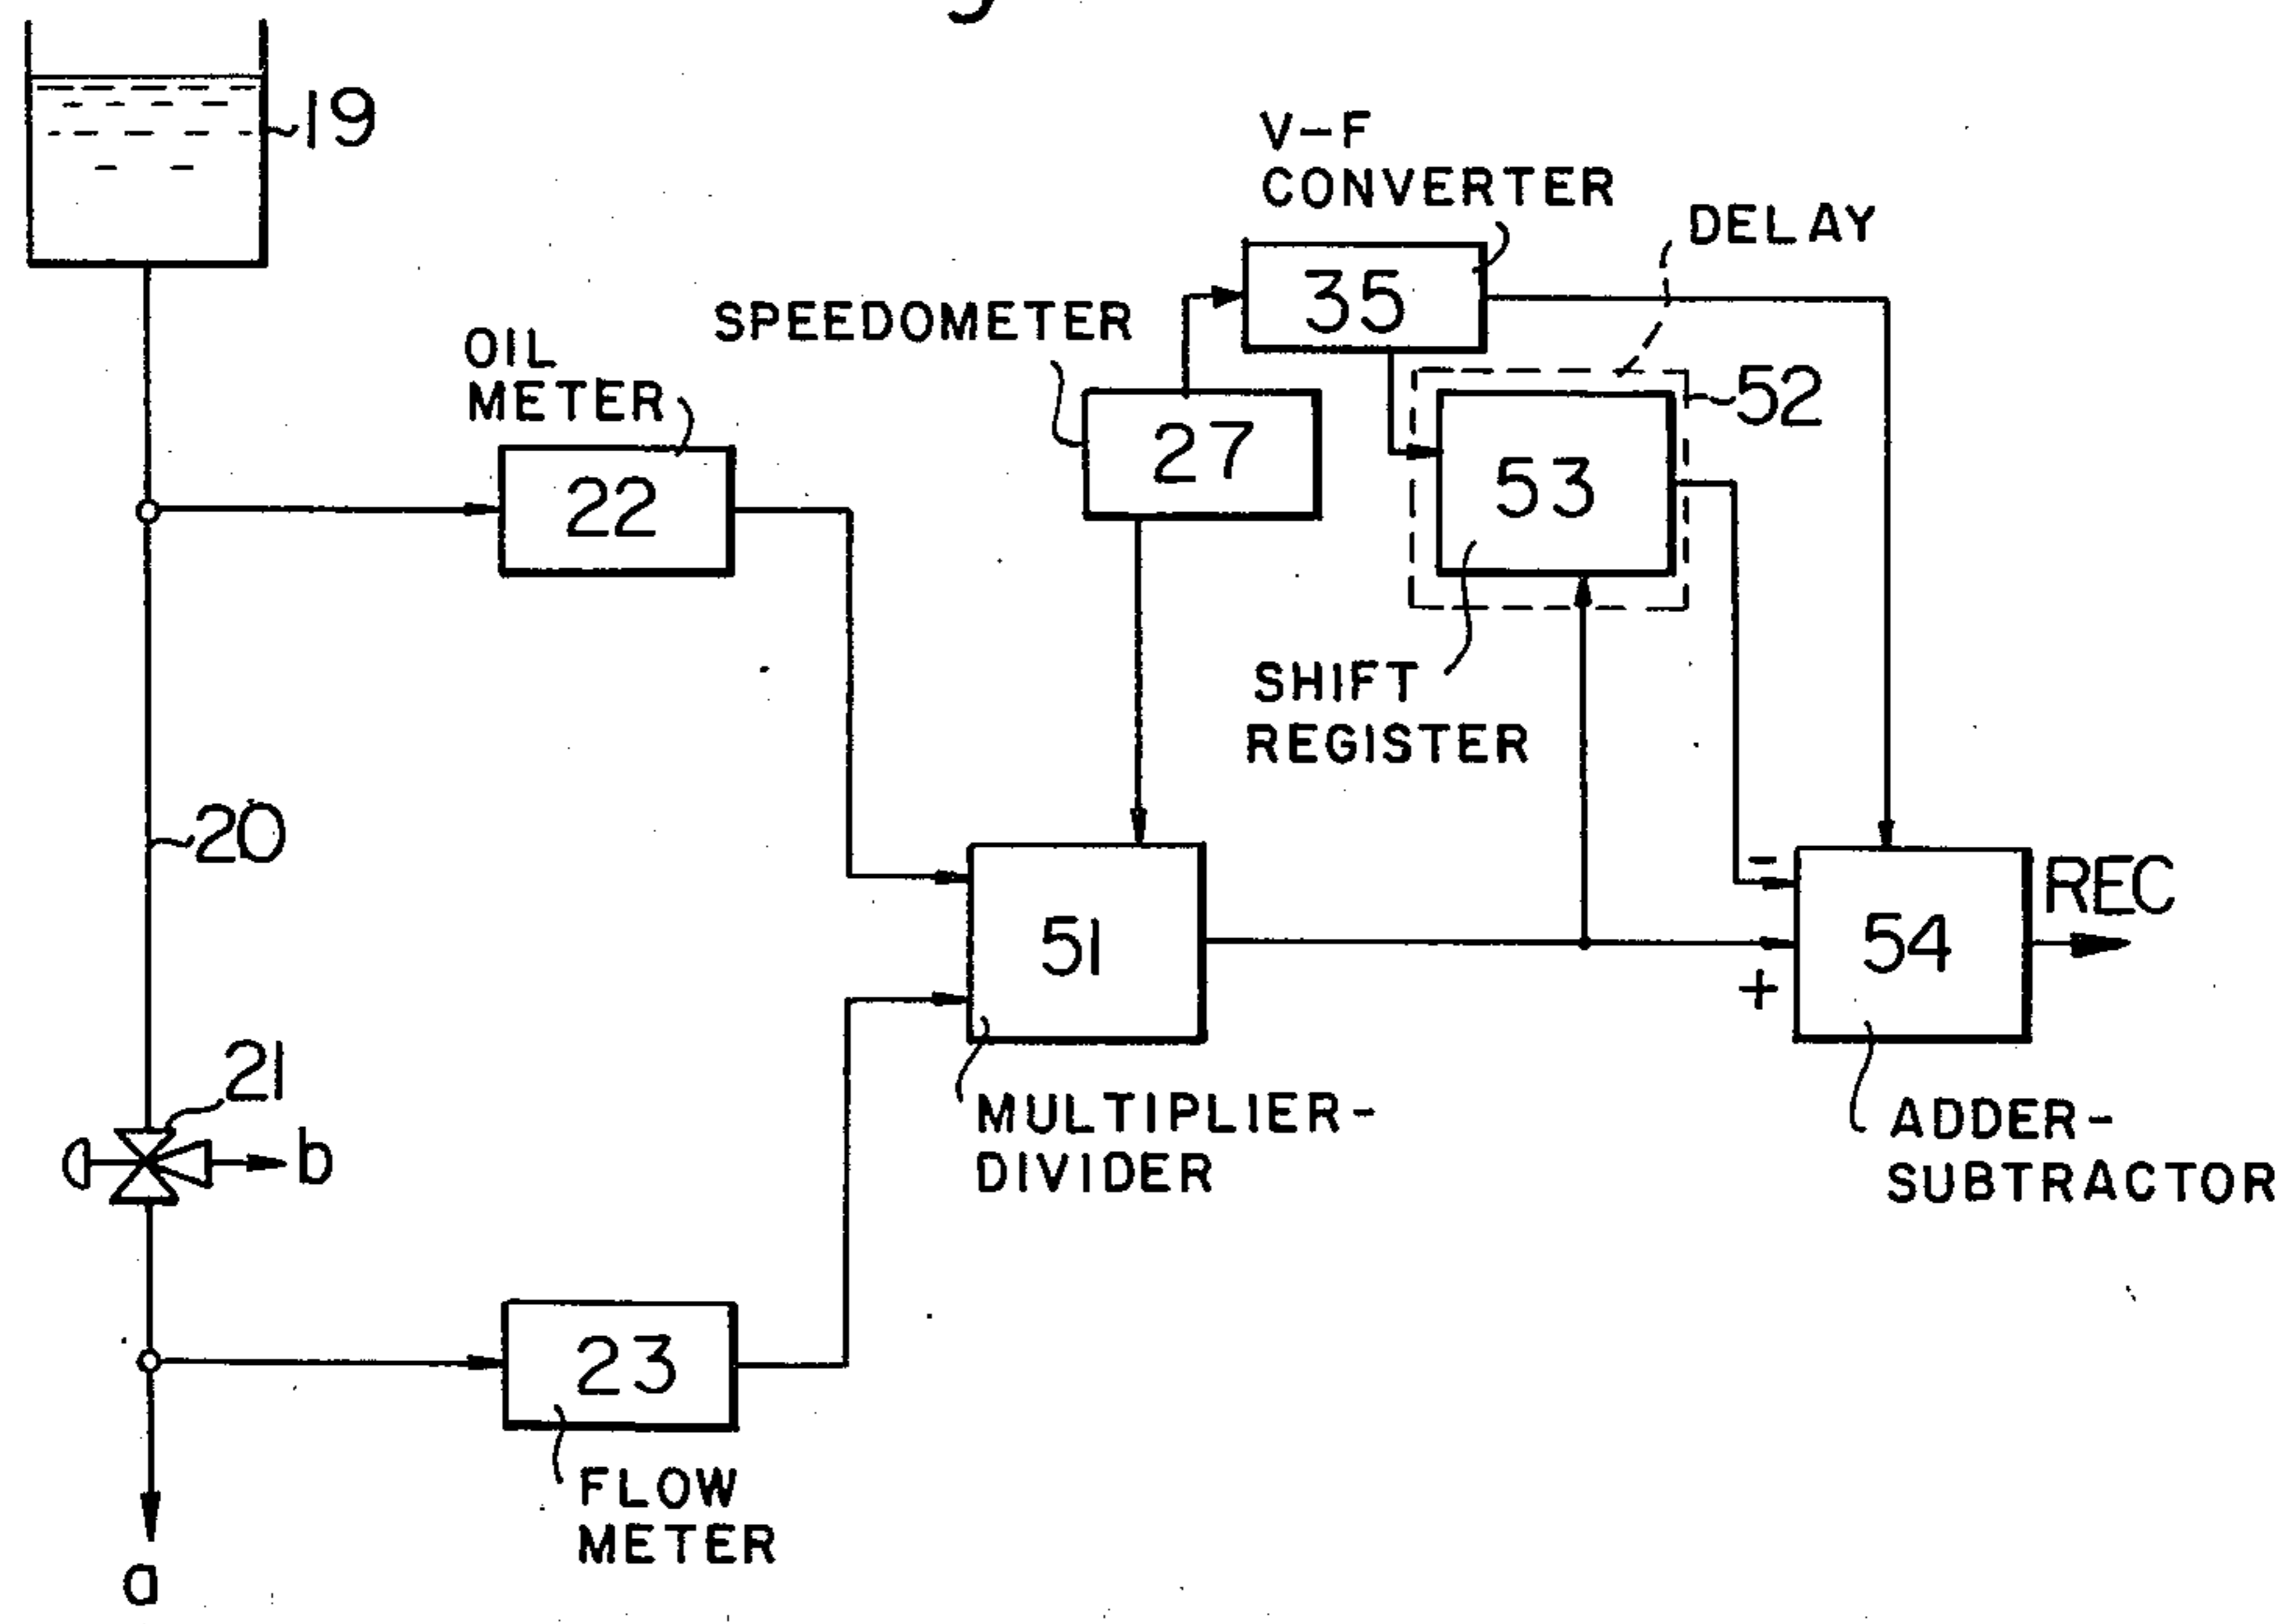 19
V-F
CONVERTER
DELAY
35
SPEEDOMETER
OIL
METER
52
27
53
22
SHIFT
REGISTER
20
-
REC
51
54
+
21
b
MULTIPLIER-
DIVIDER
ADDER-
SUBTRACTOR
23
FLOW
METER
a